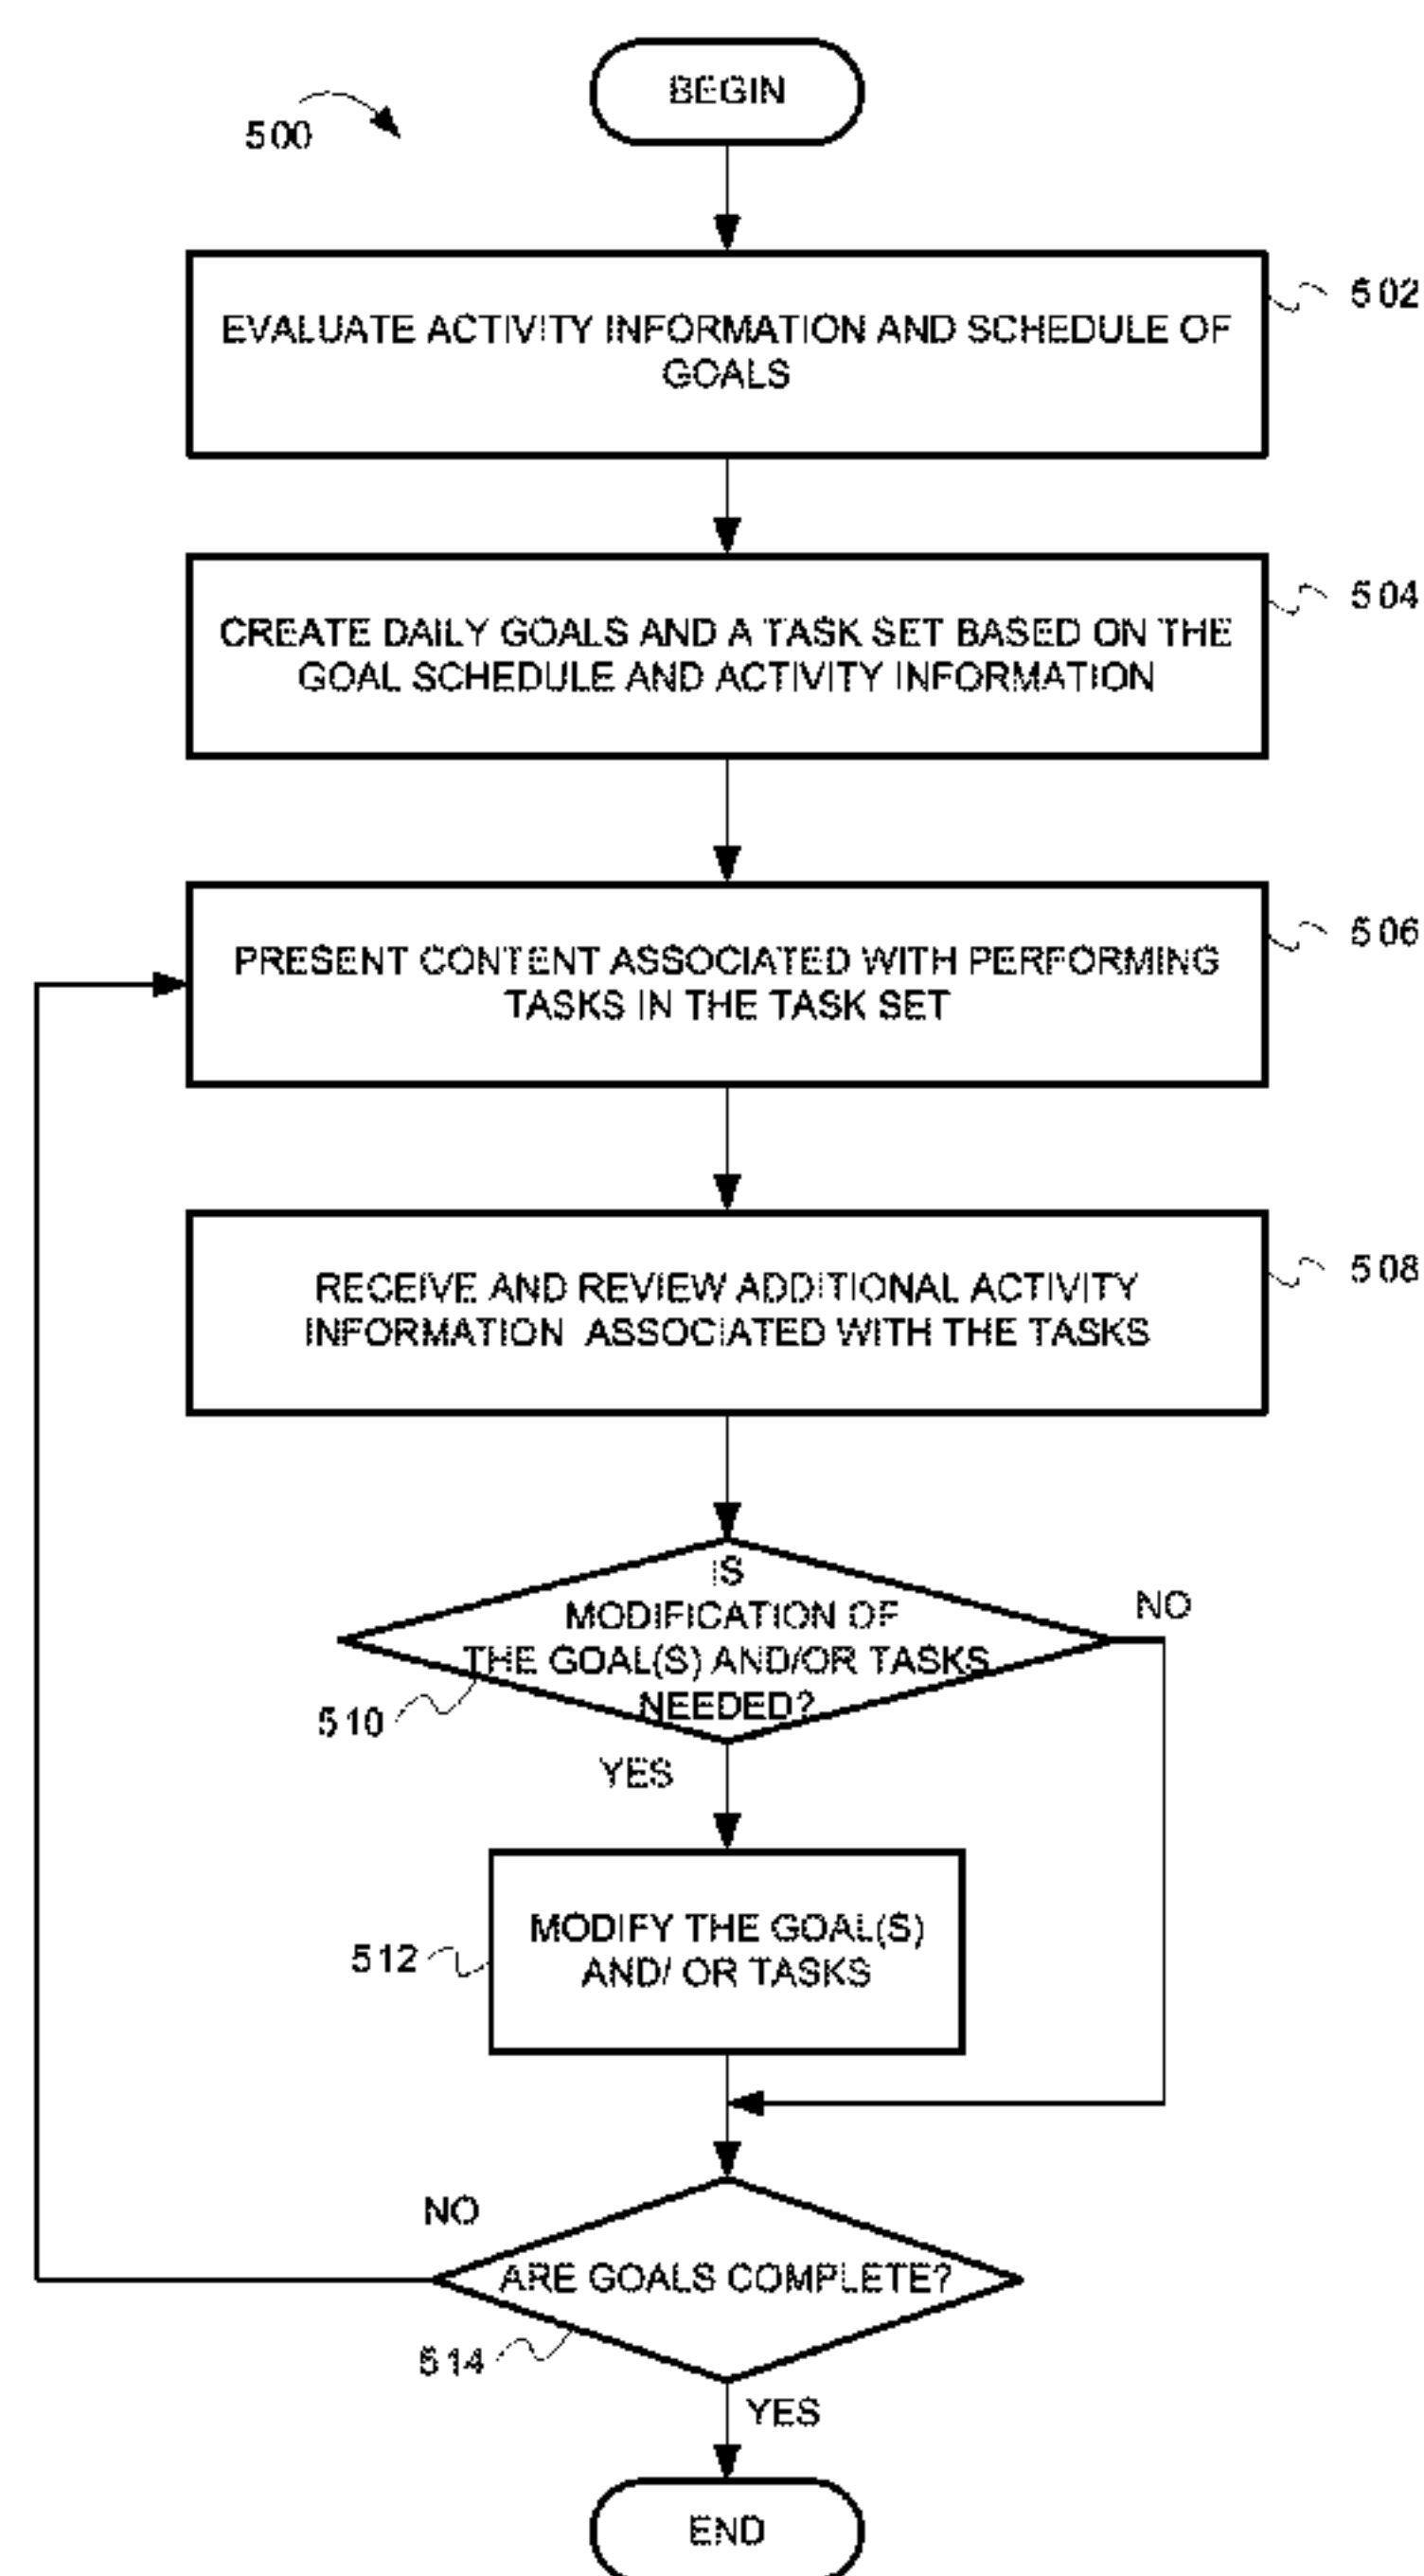 BEGIN
500
EVALUATE ACTIVITY INFORMATION AND SCHEDULE OF
GOALS
502
CREATE DAILY GOALS AND A TASK SET BASED ON THE
GOAL SCHEDULE AND ACTIVITY INFORMATION
504
PRESENT CONTENT ASSOCIATED WITH PERFORMING
TASKS IN THE TASK SET
506
RECEIVE AND REVIEW ADDITIONAL ACTIVITY
INFORMATION ASSOCIATED WITH THE TASKS
508
IS
MODIFICATION OF
THE GOAL(S) AND/OR TASKS
NEEDED?
NO
510
YES
MODIFY THE GOAL(S)
AND/ OR TASKS
512
NO
ARE GOALS COMPLETE?
514
YES
END